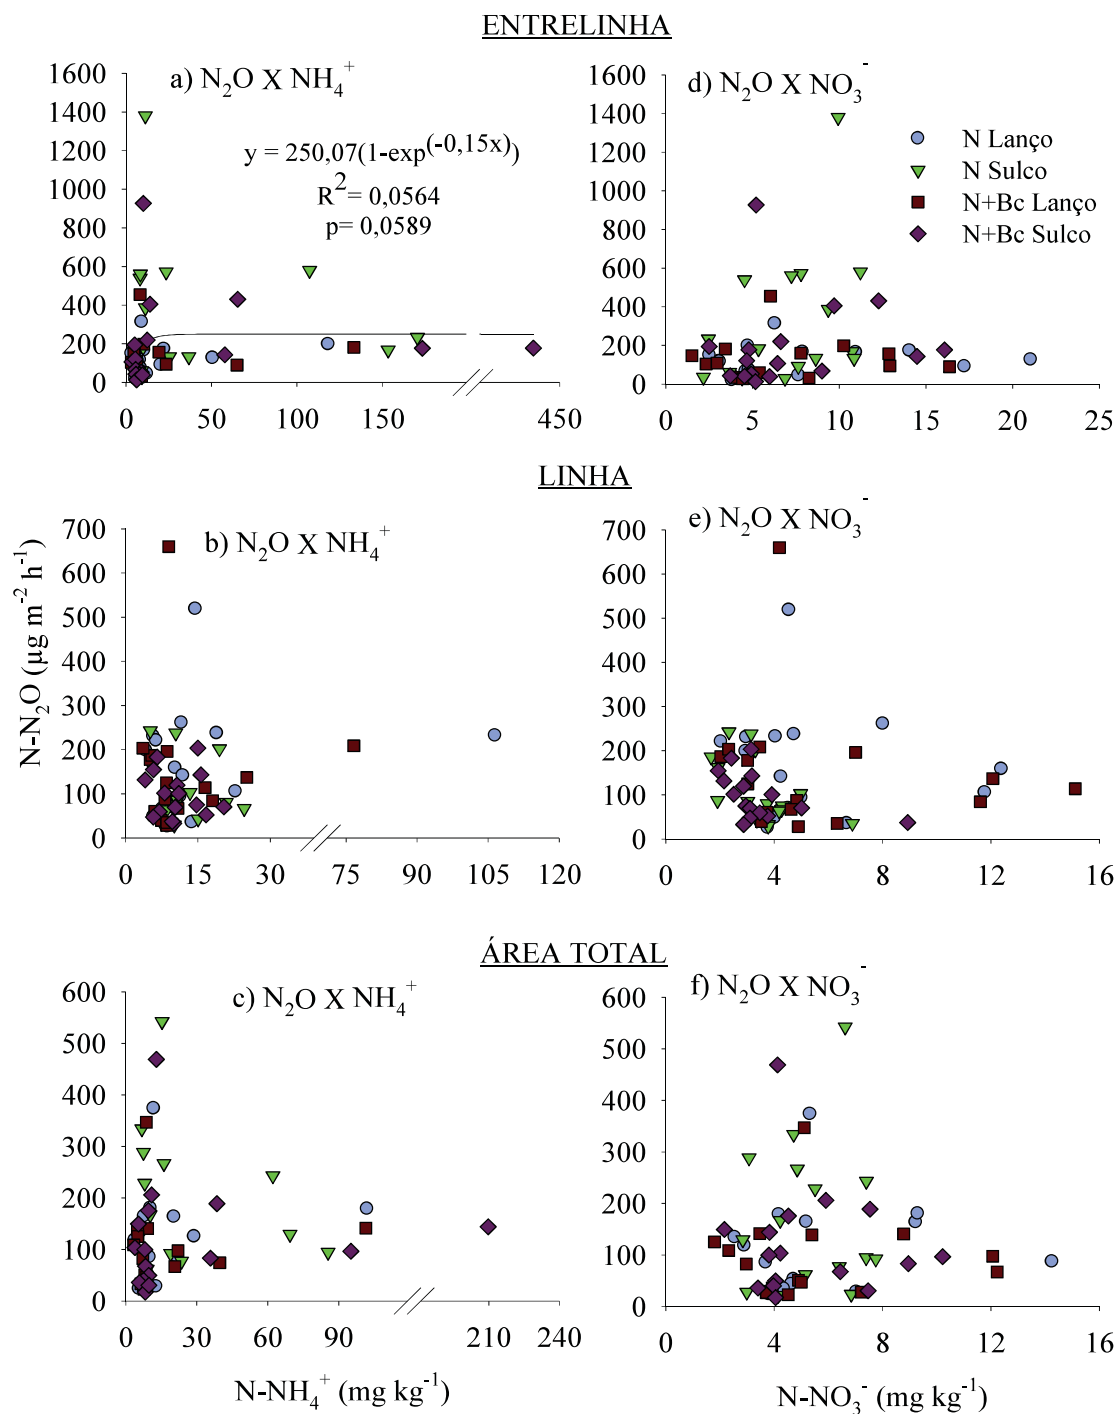 ENTRELINHA
a) N₂O X NH₄⁺
y = 250,07(1-exp(-0,15x))
R²= 0,0564
p= 0,0589
1600
1400
1200
1000
800
600
400
200
0
0 50 100 150 450
d) N₂O X NO₃⁻
N Lanço
N Sulco
N+Bc Lanço
N+Bc Sulco
1600
1400
1200
1000
800
600
400
200
0
0 5 10 15 20 25
LINHA
N-N₂O (µg m⁻² h⁻¹)
b) N₂O X NH₄⁺
700
600
500
400
300
200
100
0
0 15 30 75 90 105 120
e) N₂O X NO₃⁻
700
600
500
400
300
200
100
0
0 4 8 12 16
ÁREA TOTAL
c) N₂O X NH₄⁺
600
500
400
300
200
100
0
0 30 60 90 210 240
N-NH₄⁺ (mg kg⁻¹)
f) N₂O X NO₃⁻
600
500
400
300
200
100
0
0 4 8 12 16
N-NO₃⁻ (mg kg⁻¹)